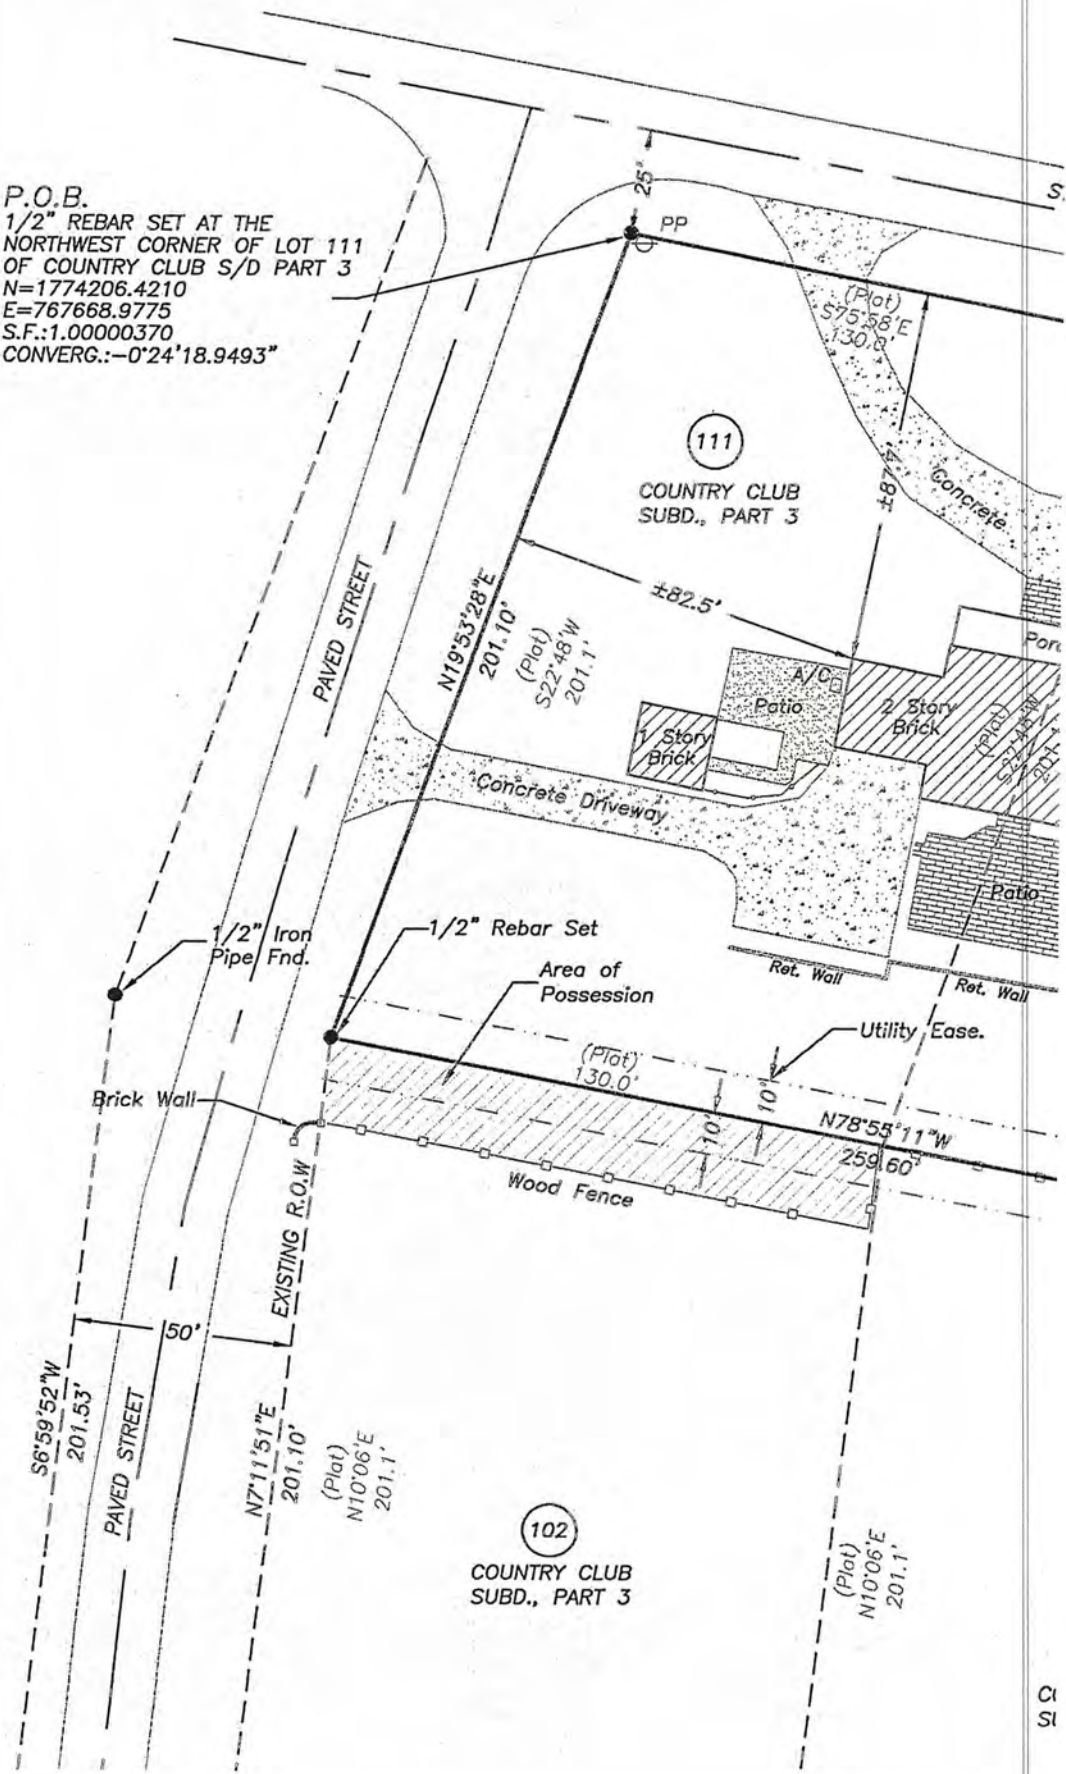 P.O.B.
1/2" REBAR SET AT THE
NORTHWEST CORNER OF LOT 111
OF COUNTRY CLUB S/D PART 3
N=1774206.4210
E=767668.9775
S.F.:1.00000370
CONVERG.:-0°24'18.9493"
25'
PP
S
(Plat)
S75°58'E
130.0'
111
COUNTRY CLUB
SUBD., PART 3
±87.7'
Concrete
PAVED STREET
N19°53'28"E
201.10'
(Plat)
S22°48'W
201.1'
±82.5'
A/C
Patio
Porc
2 Story
Brick
(Plat)
201.
1 Story
Brick
Concrete Driveway
Patio
1/2" Iron
Pipe Fnd.
1/2" Rebar Set
Ret. Wall
Ret. Wall
Area of
Possession
Utility Ease.
(Plat)
130.0'
10'
10'
N78°55'11"W
259.60'
Brick Wall
Wood Fence
EXISTING R.O.W
50'
S6°59'52"W
201.53'
PAVED STREET
N7°11'51"E
201.10'
(Plat)
N10°06'E
201.1'
102
COUNTRY CLUB
SUBD., PART 3
(Plat)
N10°06'E
201.1'